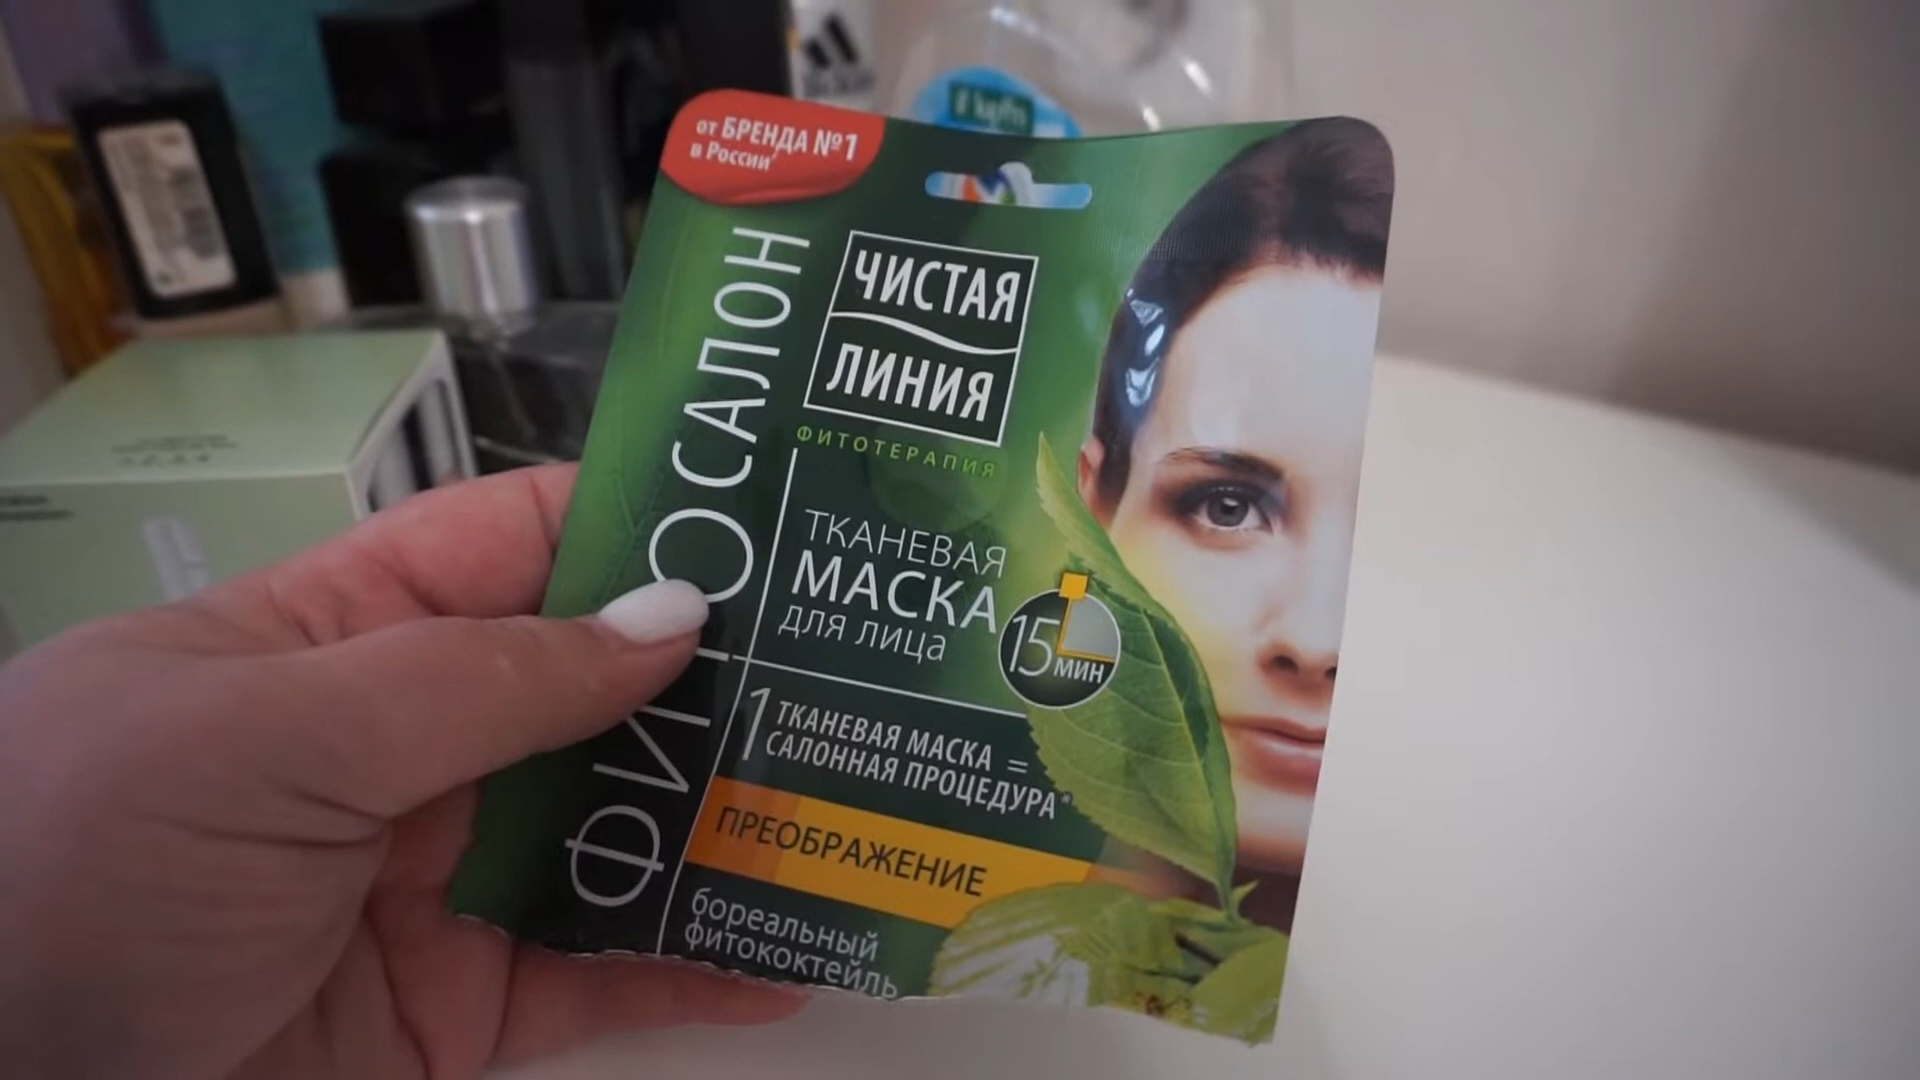 от БРЕНДА №1
в России*
ЧИСТАЯ
ЛИНИЯ
ФИТОТЕРАПИЯ
ФИТОСАЛОН
ТКАНЕВАЯ
МАСКА
для лица
15 мин
1 ТКАНЕВАЯ МАСКА =
САЛОННАЯ ПРОЦЕДУРА*
ПРЕОБРАЖЕНИЕ
бореальный
фитококтейль